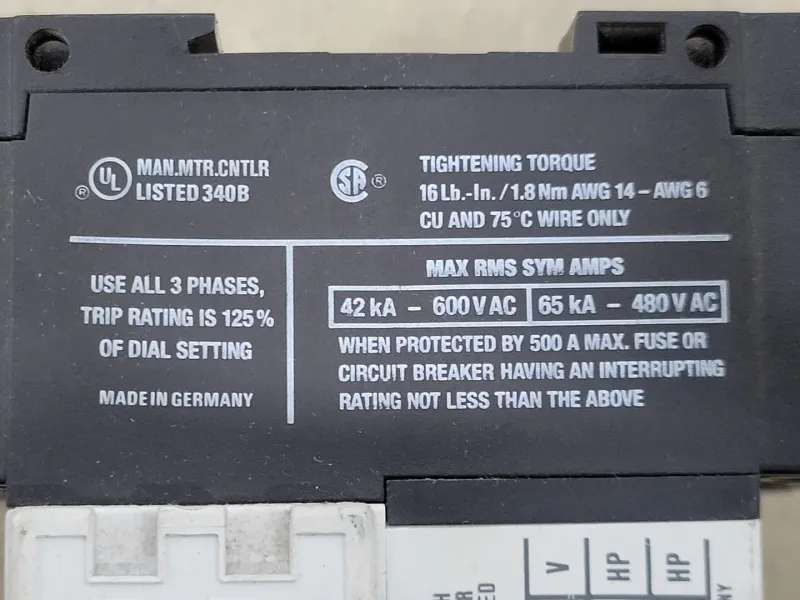 MAN.MTR.CNTLR
® UL LISTED 340B
SA ®
TIGHTENING TORQUE
16 Lb.-In./1.8 Nm AWG 14 – AWG 6
CU AND 75°C WIRE ONLY
USE ALL 3 PHASES,
TRIP RATING IS 125%
OF DIAL SETTING
MADE IN GERMANY
MAX RMS SYM AMPS
42 kA – 600 V AC 65 kA – 480 V AC
WHEN PROTECTED BY 500 A MAX. FUSE OR
CIRCUIT BREAKER HAVING AN INTERRUPTING
RATING NOT LESS THAN THE ABOVE
V
HP
HP